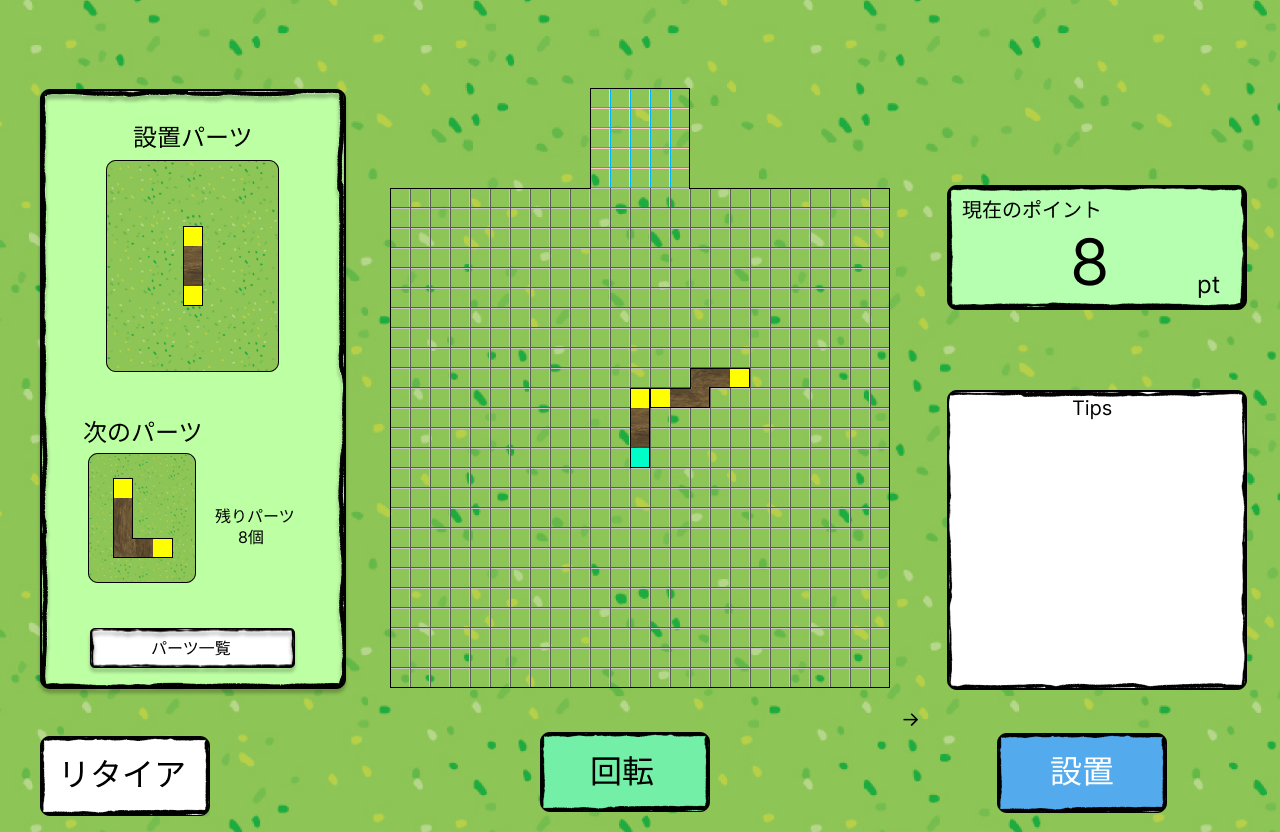 設置パーツ
次のパーツ
残りパーツ
8個
パーツ一覧
現在のポイント
8
pt
Tips
→
リタイア
回転
設置